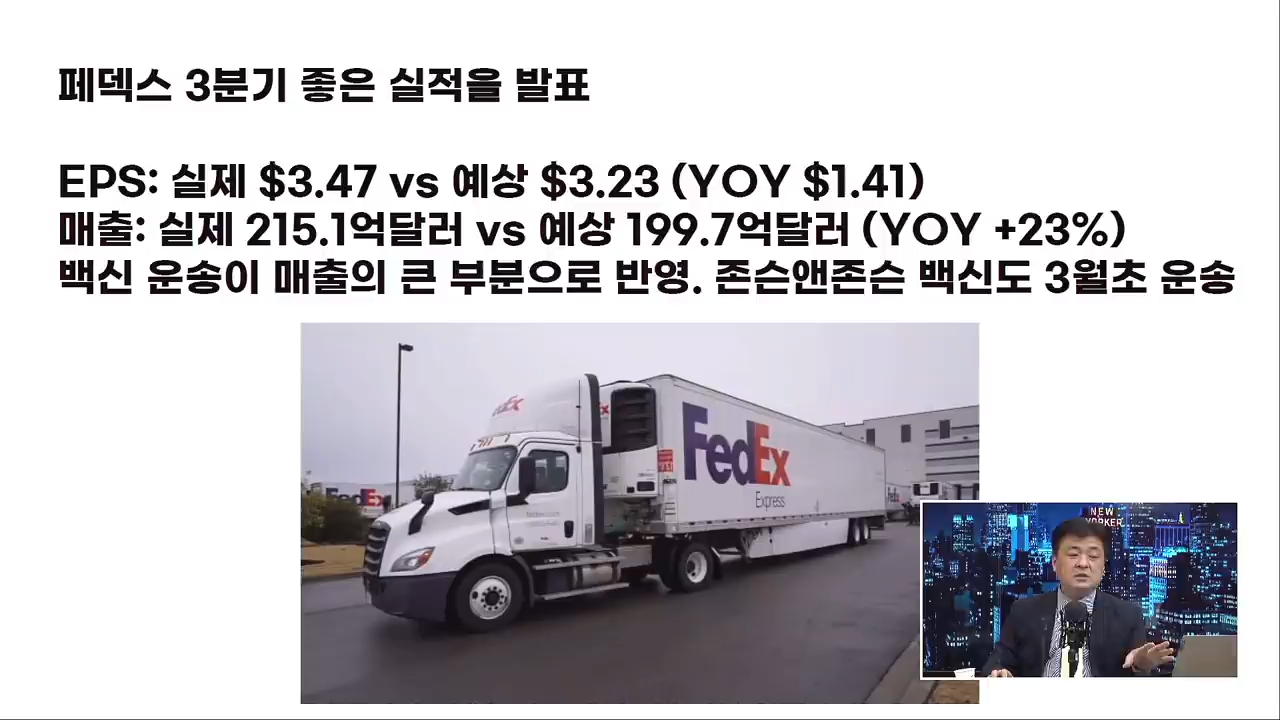 페덱스 3분기 좋은 실적을 발표
EPS: 실제 $3.47 vs 예상 $3.23 (YOY $1.41)
매출: 실제 215.1억달러 vs 예상 199.7억달러 (YOY +23%)
백신 운송이 매출의 큰 부분으로 반영. 존슨앤존슨 백신도 3월초 운송
FedEx
FedEx
Express
FedEx
FedEx
NEW
YORKER